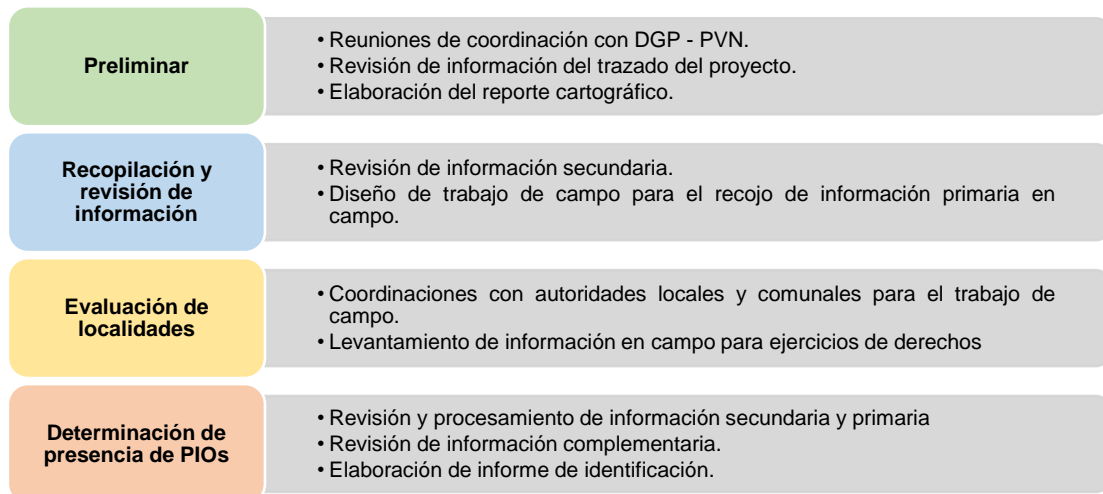 Preliminar
• Reuniones de coordinación con DGP - PVN.
• Revisión de información del trazado del proyecto.
• Elaboración del reporte cartográfico.
Recopilación y
revisión de
información
• Revisión de información secundaria.
• Diseño de trabajo de campo para el recojo de información primaria en
campo.
Evaluación de
localidades
• Coordinaciones con autoridades locales y comunales para el trabajo de
campo.
• Levantamiento de información en campo para ejercicios de derechos
Determinación de
presencia de PIOs
• Revisión y procesamiento de información secundaria y primaria
• Revisión de información complementaria.
• Elaboración de informe de identificación.